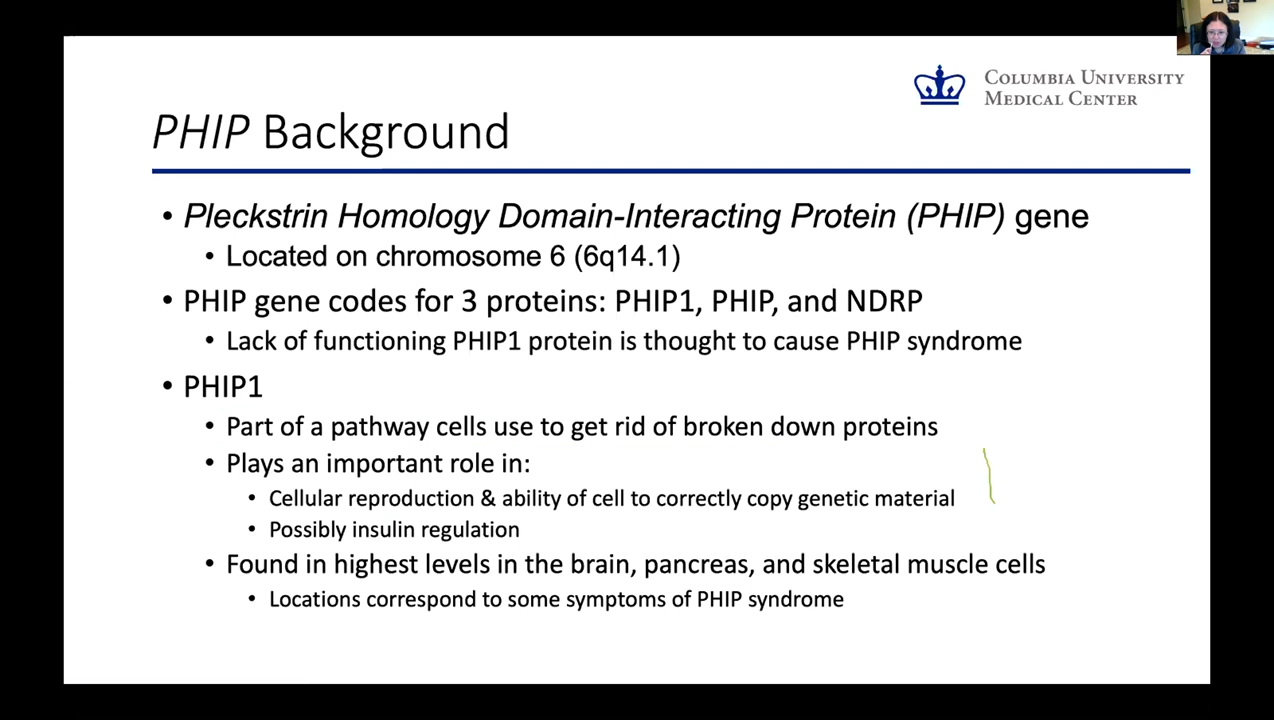 COLUMBIA UNIVERSITY
MEDICAL CENTER
PHIP Background
• Pleckstrin Homology Domain-Interacting Protein (PHIP) gene
• Located on chromosome 6 (6q14.1)
• PHIP gene codes for 3 proteins: PHIP1, PHIP, and NDRP
• Lack of functioning PHIP1 protein is thought to cause PHIP syndrome
• PHIP1
• Part of a pathway cells use to get rid of broken down proteins
• Plays an important role in:
• Cellular reproduction & ability of cell to correctly copy genetic material
• Possibly insulin regulation
• Found in highest levels in the brain, pancreas, and skeletal muscle cells
• Locations correspond to some symptoms of PHIP syndrome